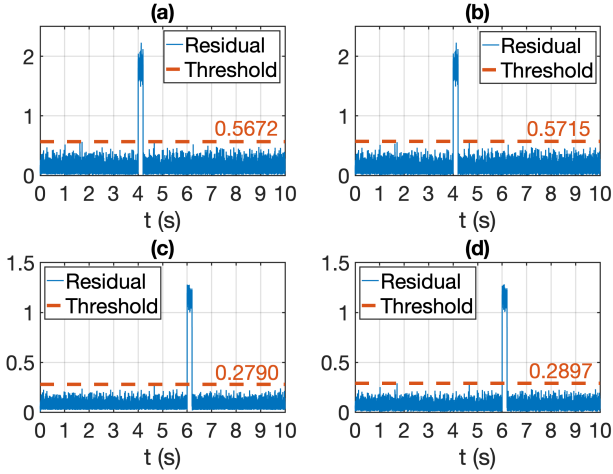 (a)
2
1
0
Residual
Threshold
0.5672
0 1 2 3 4 5 6 7 8 9 10
t (s)
(b)
2
1
0
Residual
Threshold
0.5715
0 1 2 3 4 5 6 7 8 9 10
t (s)
(c)
1.5
1
0.5
0
Residual
Threshold
0.2790
0 1 2 3 4 5 6 7 8 9 10
t (s)
(d)
1.5
1
0.5
0
Residual
Threshold
0.2897
0 1 2 3 4 5 6 7 8 9 10
t (s)